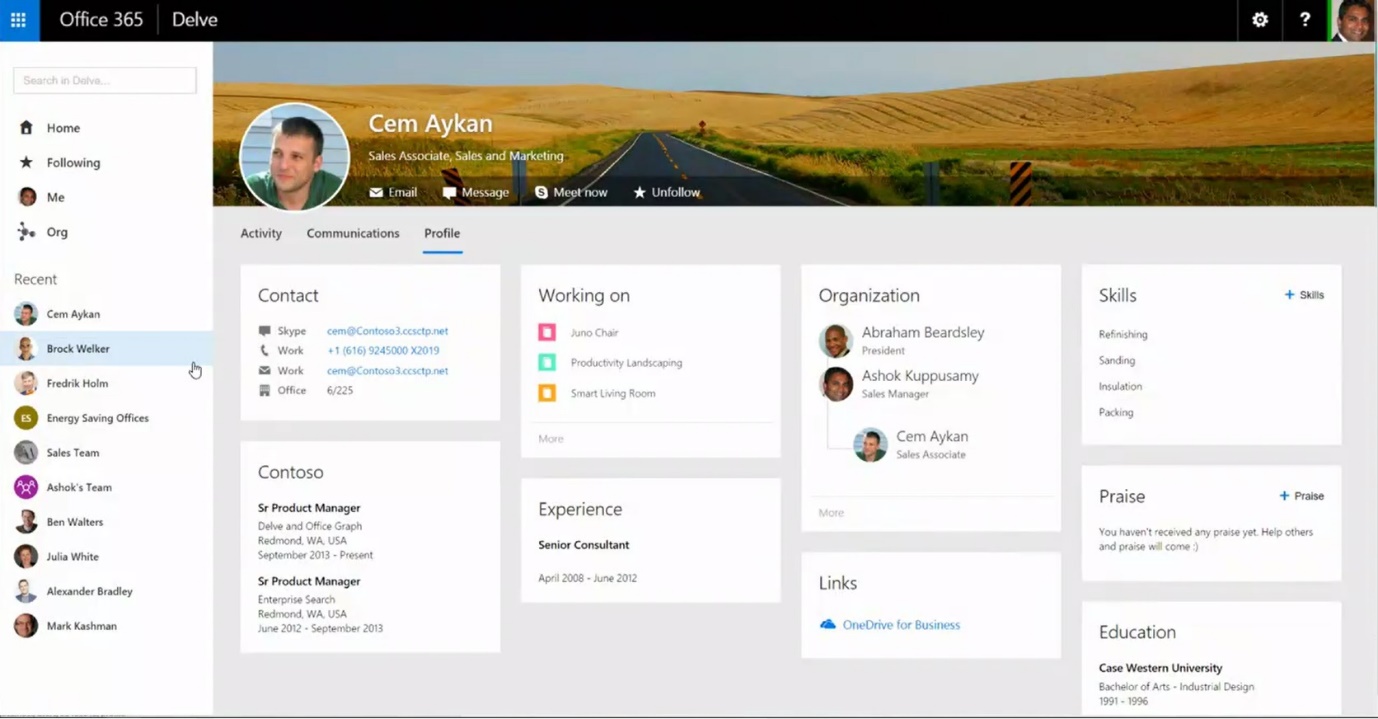 Office 365
Delve
?
Search in Delve...
Home
Following
Me
Org
Recent
Cem Aykan
Brock Welker
Fredrik Holm
ES Energy Saving Offices
Sales Team
Ashok's Team
Ben Walters
Julia White
Alexander Bradley
Mark Kashman
Cem Aykan
Sales Associate, Sales and Marketing
Email Message Meet now Unfollow
Activity Communications Profile
Contact
Skype cem@Contoso3.ccsctp.net
Work +1 (616) 9245000 X2019
Work cem@Contoso3.ccsctp.net
Office 6/225
Contoso
Sr Product Manager
Delve and Office Graph
Redmond, WA, USA
September 2013 - Present
Sr Product Manager
Enterprise Search
Redmond, WA, USA
June 2012 - September 2013
Working on
Juno Chair
Productivity Landscaping
Smart Living Room
More
Experience
Senior Consultant
April 2008 - June 2012
Organization
Abraham Beardsley
President
Ashok Kuppusamy
Sales Manager
Cem Aykan
Sales Associate
More
Links
OneDrive for Business
Skills + Skills
Refinishing
Sanding
Insulation
Packing
Praise + Praise
You haven't received any praise yet. Help others
and praise will come :)
Education
Case Western University
Bachelor of Arts - Industrial Design
1991 - 1996